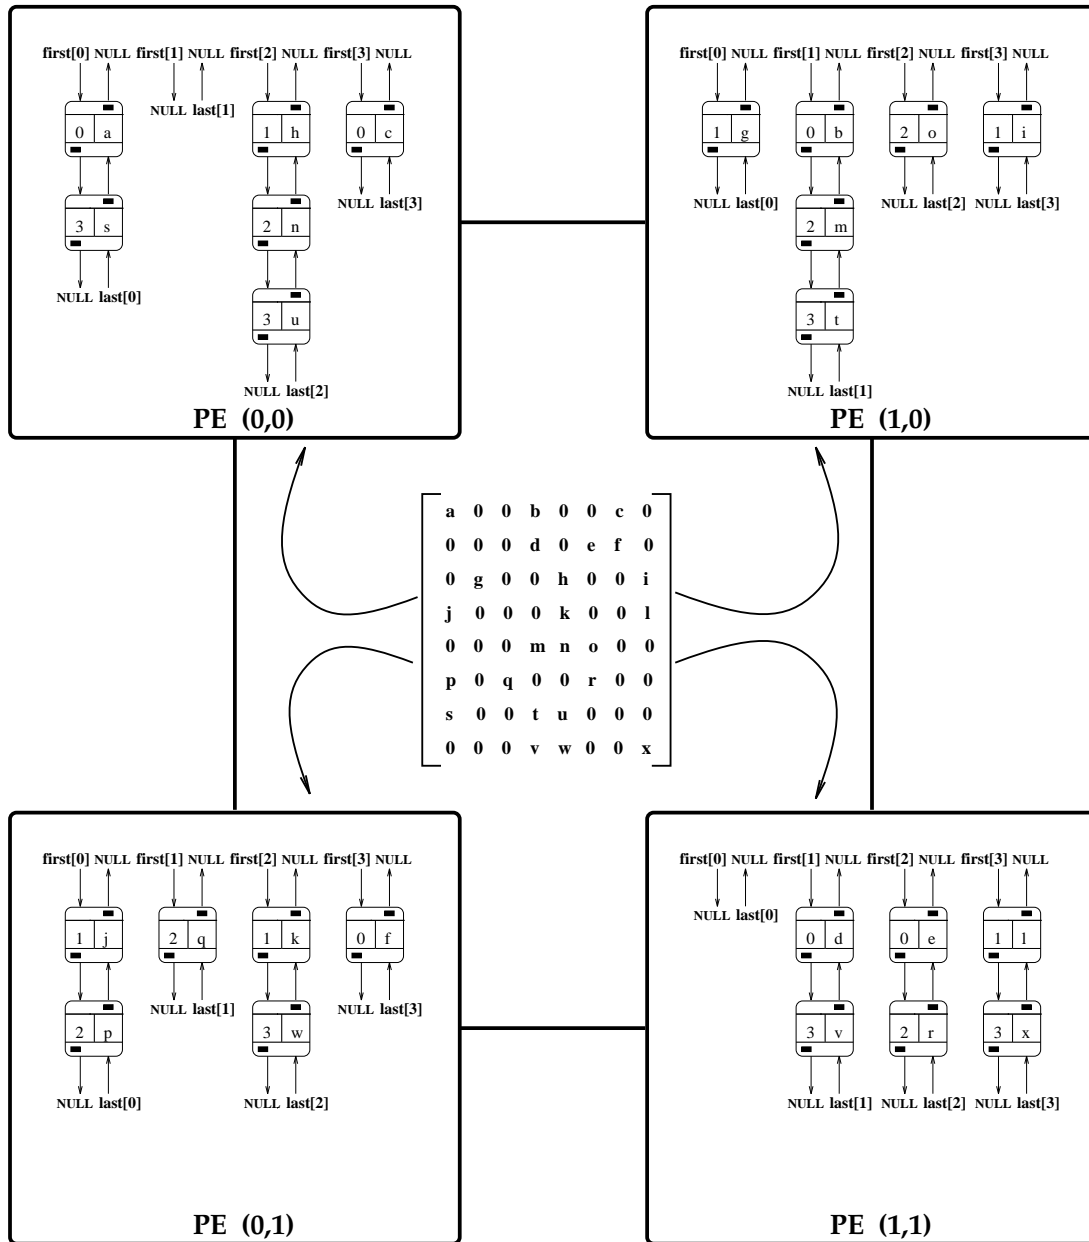 first[0] NULL first[1] NULL first[2] NULL first[3] NULL
NULL last[1]
0 a 1 h 0 c
NULL last[3]
3 s 2 n
NULL last[0]
3 u
NULL last[2]
PE (0,0)
first[0] NULL first[1] NULL first[2] NULL first[3] NULL
1 g 0 b 2 o 1 i
NULL last[0] NULL last[2] NULL last[3]
2 m
3 t
NULL last[1]
PE (1,0)
a 0 0 b 0 0 c 0
0 0 0 d 0 e f 0
0 g 0 0 h 0 0 i
j 0 0 0 k 0 0 l
0 0 0 m n o 0 0
p 0 q 0 0 r 0 0
s 0 0 t u 0 0 0
0 0 0 v w 0 0 x
first[0] NULL first[1] NULL first[2] NULL first[3] NULL
1 j 2 q 1 k 0 f
NULL last[1] NULL last[3]
2 p 3 w
NULL last[0] NULL last[2]
PE (0,1)
first[0] NULL first[1] NULL first[2] NULL first[3] NULL
NULL last[0]
0 d 0 e 1 l
3 v 2 r 3 x
NULL last[1] NULL last[2] NULL last[3]
PE (1,1)